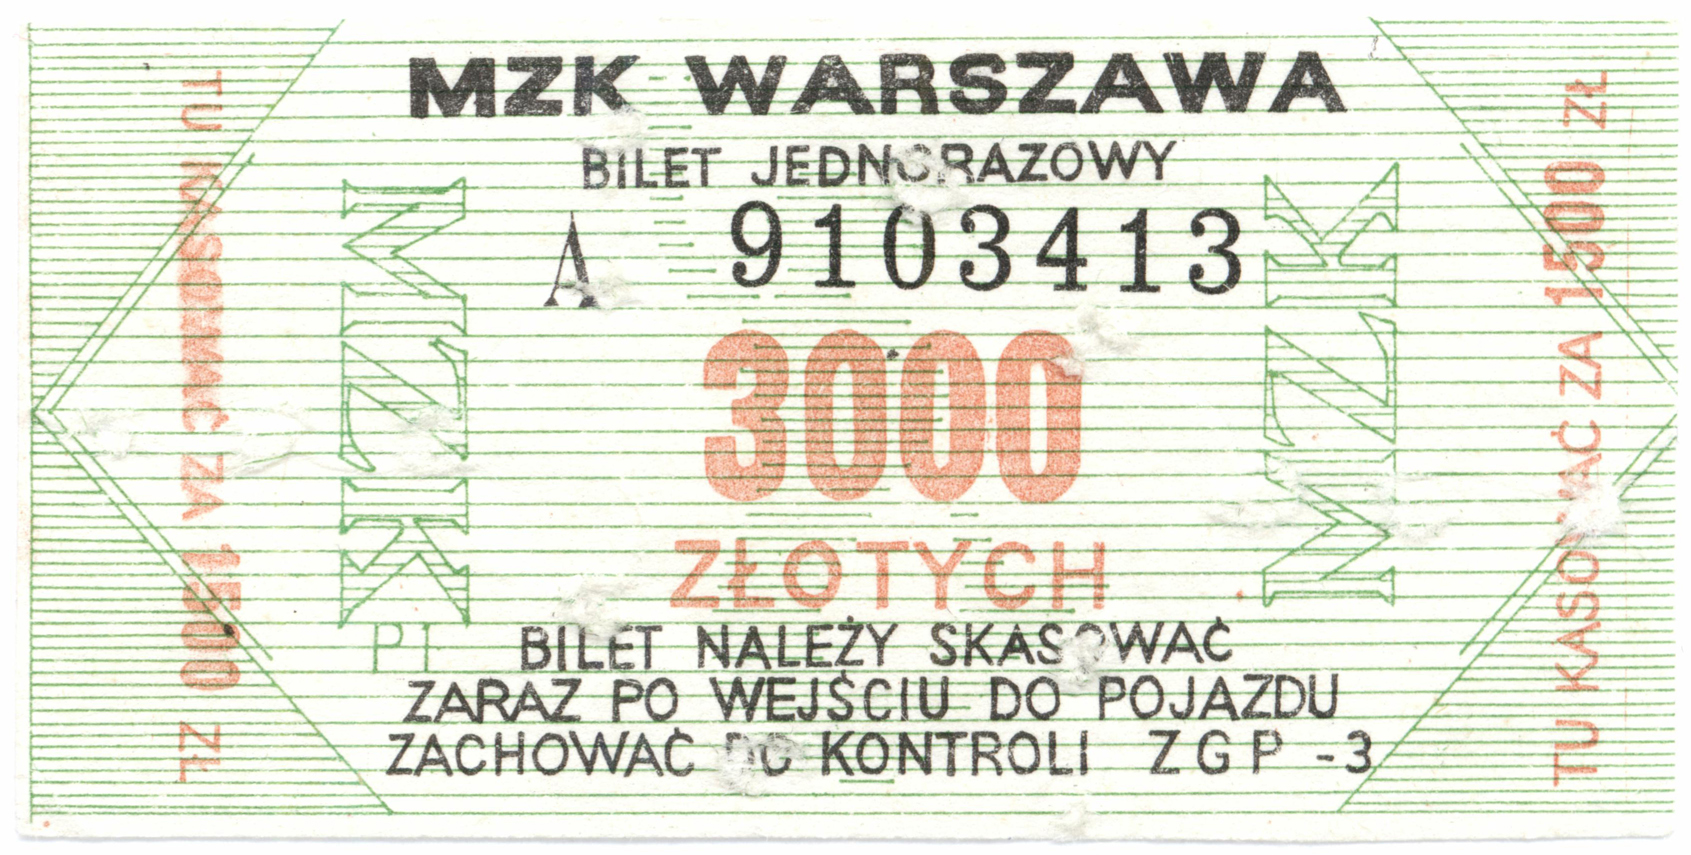 MZK WARSZAWA
BILET JEDNORAZOWY
A 9103413
3000
ZŁOTYCH
BILET NALEŻY SKASOWAĆ
ZARAZ PO WEJŚCIU DO POJAZDU
ZACHOWAĆ DO KONTROLI ZGP -3
TU KASOWAĆ ZA 1500 ZŁ
MZK
PI
MZK
TU KASOWAĆ ZA 1500 ZŁ